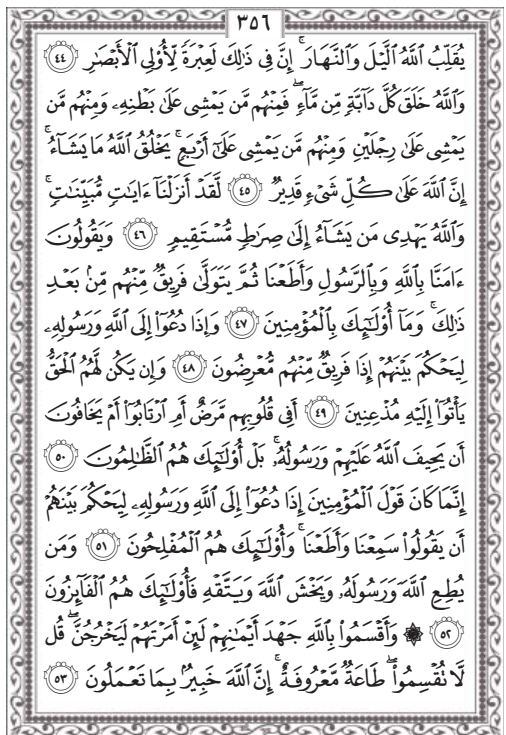 ٣٥٦
يُقَلِّبُ ٱللَّهُ ٱلَّيْلَ وَٱلنَّهَارَۚ إِنَّ فِى ذَٰلِكَ لَعِبْرَةً لِّأُو۟لِى ٱلْأَبْصَٰرِ ٤٤
وَٱللَّهُ خَلَقَ كُلَّ دَآبَّةٍ مِّن مَّآءٍۖ فَمِنْهُم مَّن يَمْشِى عَلَىٰ بَطْنِهِۦ وَمِنْهُم مَّن
يَمْشِى عَلَىٰ رِجْلَيْنِ وَمِنْهُم مَّن يَمْشِى عَلَىٰٓ أَرْبَعٍۚ يَخْلُقُ ٱللَّهُ مَا يَشَآءُۚ
إِنَّ ٱللَّهَ عَلَىٰ كُلِّ شَىْءٍ قَدِيرٌ ٤٥ لَّقَدْ أَنزَلْنَآ ءَايَٰتٍ مُّبَيِّنَٰتٍۚ
وَٱللَّهُ يَهْدِى مَن يَشَآءُ إِلَىٰ صِرَٰطٍ مُّسْتَقِيمٍ ٤٦ وَيَقُولُونَ
ءَامَنَّا بِٱللَّهِ وَبِٱلرَّسُولِ وَأَطَعْنَا ثُمَّ يَتَوَلَّىٰ فَرِيقٌ مِّنْهُم مِّنۢ بَعْدِ
ذَٰلِكَۚ وَمَآ أُو۟لَٰٓئِكَ بِٱلْمُؤْمِنِينَ ٤٧ وَإِذَا دُعُوٓا۟ إِلَى ٱللَّهِ وَرَسُولِهِۦ
لِيَحْكُمَ بَيْنَهُمْ إِذَا فَرِيقٌ مِّنْهُم مُّعْرِضُونَ ٤٨ وَإِن يَكُن لَّهُمُ ٱلْحَقُّ
يَأْتُوٓا۟ إِلَيْهِ مُذْعِنِينَ ٤٩ أَفِى قُلُوبِهِم مَّرَضٌ أَمِ ٱرْتَابُوٓا۟ أَمْ يَخَافُونَ
أَن يَحِيفَ ٱللَّهُ عَلَيْهِمْ وَرَسُولُهُۥۚ بَلْ أُو۟لَٰٓئِكَ هُمُ ٱلظَّٰلِمُونَ ٥٠
إِنَّمَا كَانَ قَوْلَ ٱلْمُؤْمِنِينَ إِذَا دُعُوٓا۟ إِلَى ٱللَّهِ وَرَسُولِهِۦ لِيَحْكُمَ بَيْنَهُمْ
أَن يَقُولُوا۟ سَمِعْنَا وَأَطَعْنَاۚ وَأُو۟لَٰٓئِكَ هُمُ ٱلْمُفْلِحُونَ ٥١ وَمَن
يُطِعِ ٱللَّهَ وَرَسُولَهُۥ وَيَخْشَ ٱللَّهَ وَيَتَّقْهِ فَأُو۟لَٰٓئِكَ هُمُ ٱلْفَآئِزُونَ
٥٢ ۞ وَأَقْسَمُوا۟ بِٱللَّهِ جَهْدَ أَيْمَٰنِهِمْ لَئِنْ أَمَرْتَهُمْ لَيَخْرُجُنَّۖ قُل
لَّا تُقْسِمُوا۟ۖ طَاعَةٌ مَّعْرُوفَةٌۚ إِنَّ ٱللَّهَ خَبِيرٌۢ بِمَا تَعْمَلُونَ ٥٣